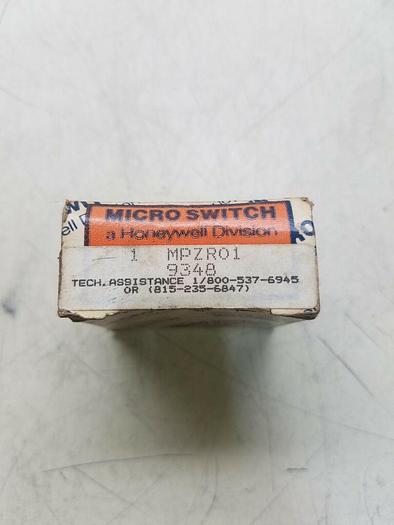 MICRO SWITCH
a Honeywell Division
1 MPZR01
9348
TECH. ASSISTANCE 1/800-537-6945
OR (815-235-6847)